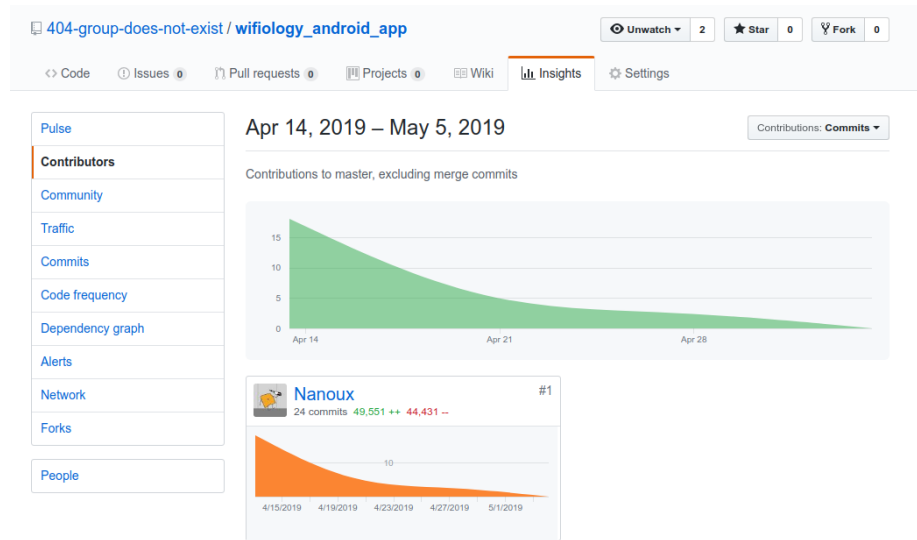 404-group-does-not-exist / wifiology_android_app
Unwatch 2 Star 0 Fork 0
Code Issues 0 Pull requests 0 Projects 0 Wiki Insights Settings
Pulse
Contributors
Community
Traffic
Commits
Code frequency
Dependency graph
Alerts
Network
Forks
People
Apr 14, 2019 – May 5, 2019
Contributions: Commits
Contributions to master, excluding merge commits
15
10
5
0
Apr 14 Apr 21 Apr 28
Nanoux #1
24 commits 49,551 ++ 44,431 --
10
4/15/2019 4/19/2019 4/23/2019 4/27/2019 5/1/2019